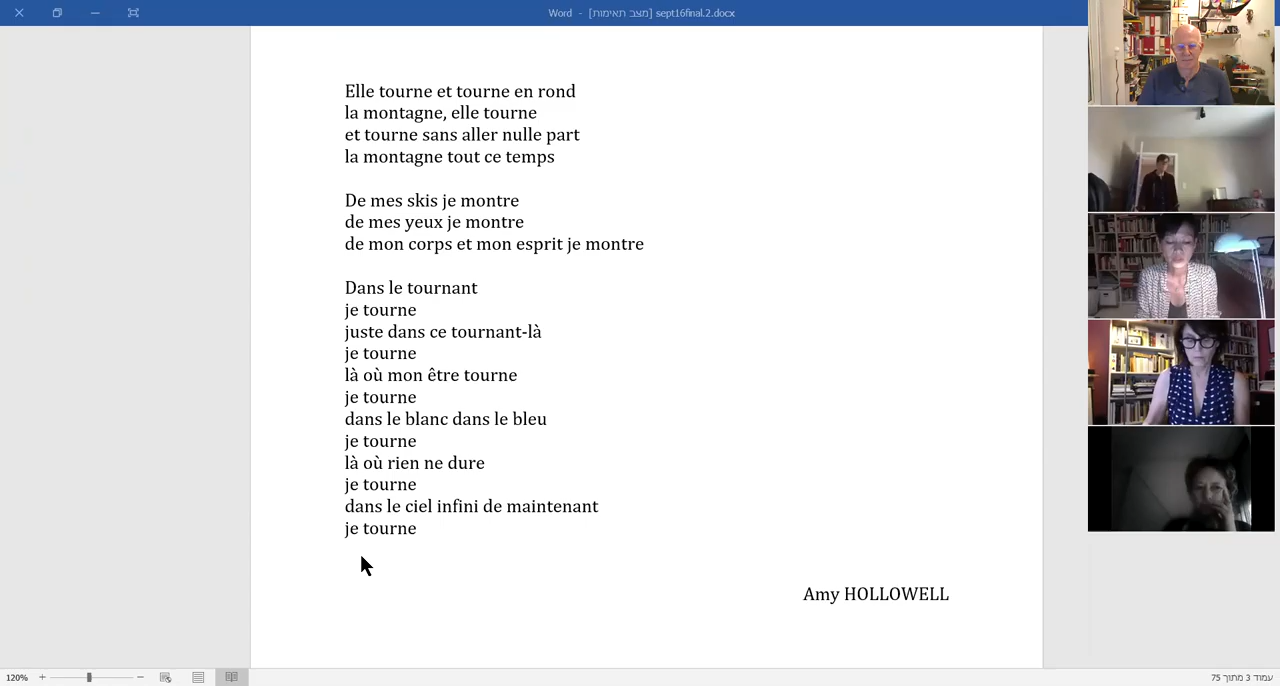 Word - [מצב תאימות] sept16final.2.docx
Elle tourne et tourne en rond
la montagne, elle tourne
et tourne sans aller nulle part
la montagne tout ce temps
De mes skis je montre
de mes yeux je montre
de mon corps et mon esprit je montre
Dans le tournant
je tourne
juste dans ce tournant-là
je tourne
là où mon être tourne
je tourne
dans le blanc dans le bleu
je tourne
là où rien ne dure
je tourne
dans le ciel infini de maintenant
je tourne
Amy HOLLOWELL
120%
עמוד 3 מתוך 75